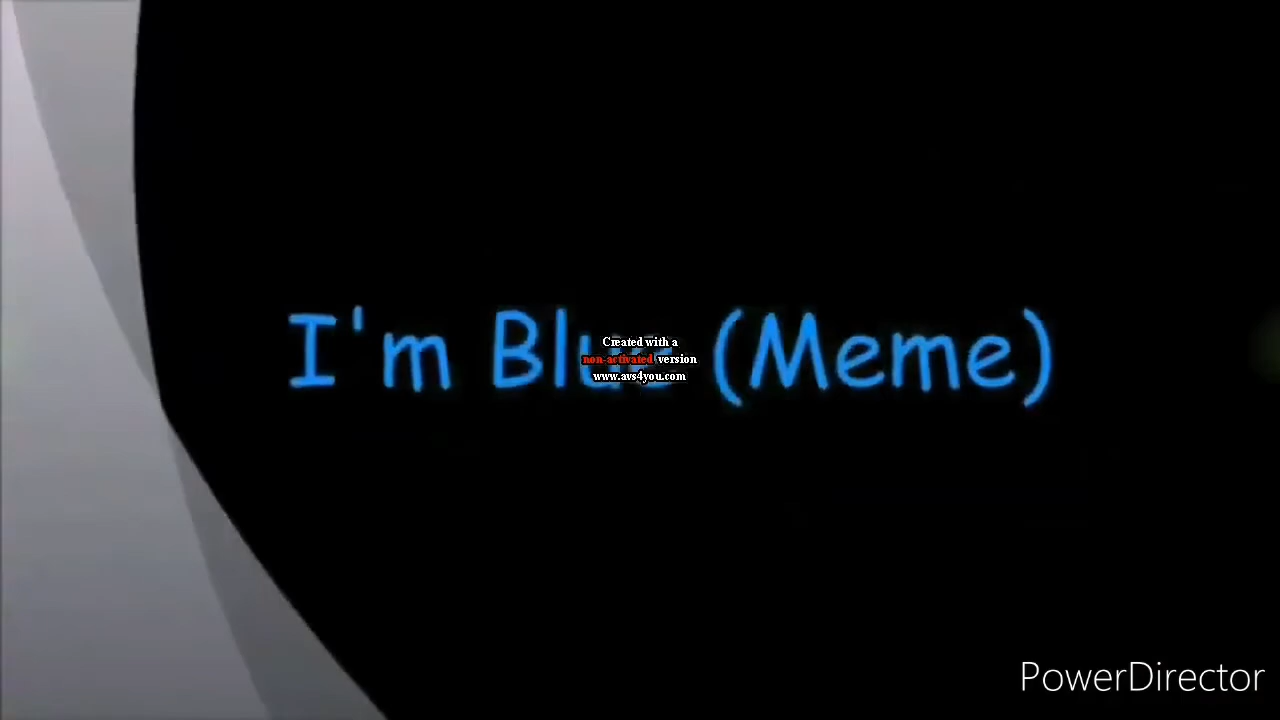 I'm Blue (Meme)
Created with a
non-activated version
www.avs4you.com
PowerDirector